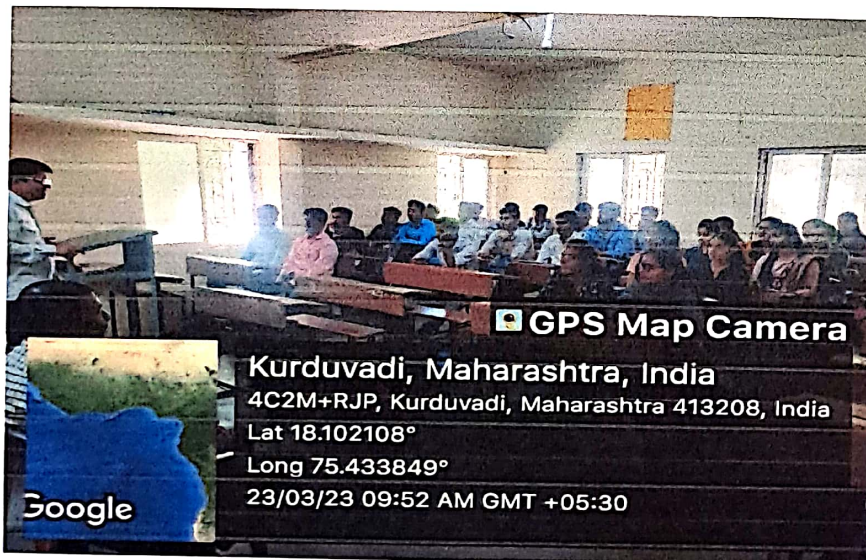 GPS Map Camera
Kurduvadi, Maharashtra, India
4C2M+RJP, Kurduvadi, Maharashtra 413208, India
Lat 18.102108°
Long 75.433849°
23/03/23 09:52 AM GMT +05:30
Google